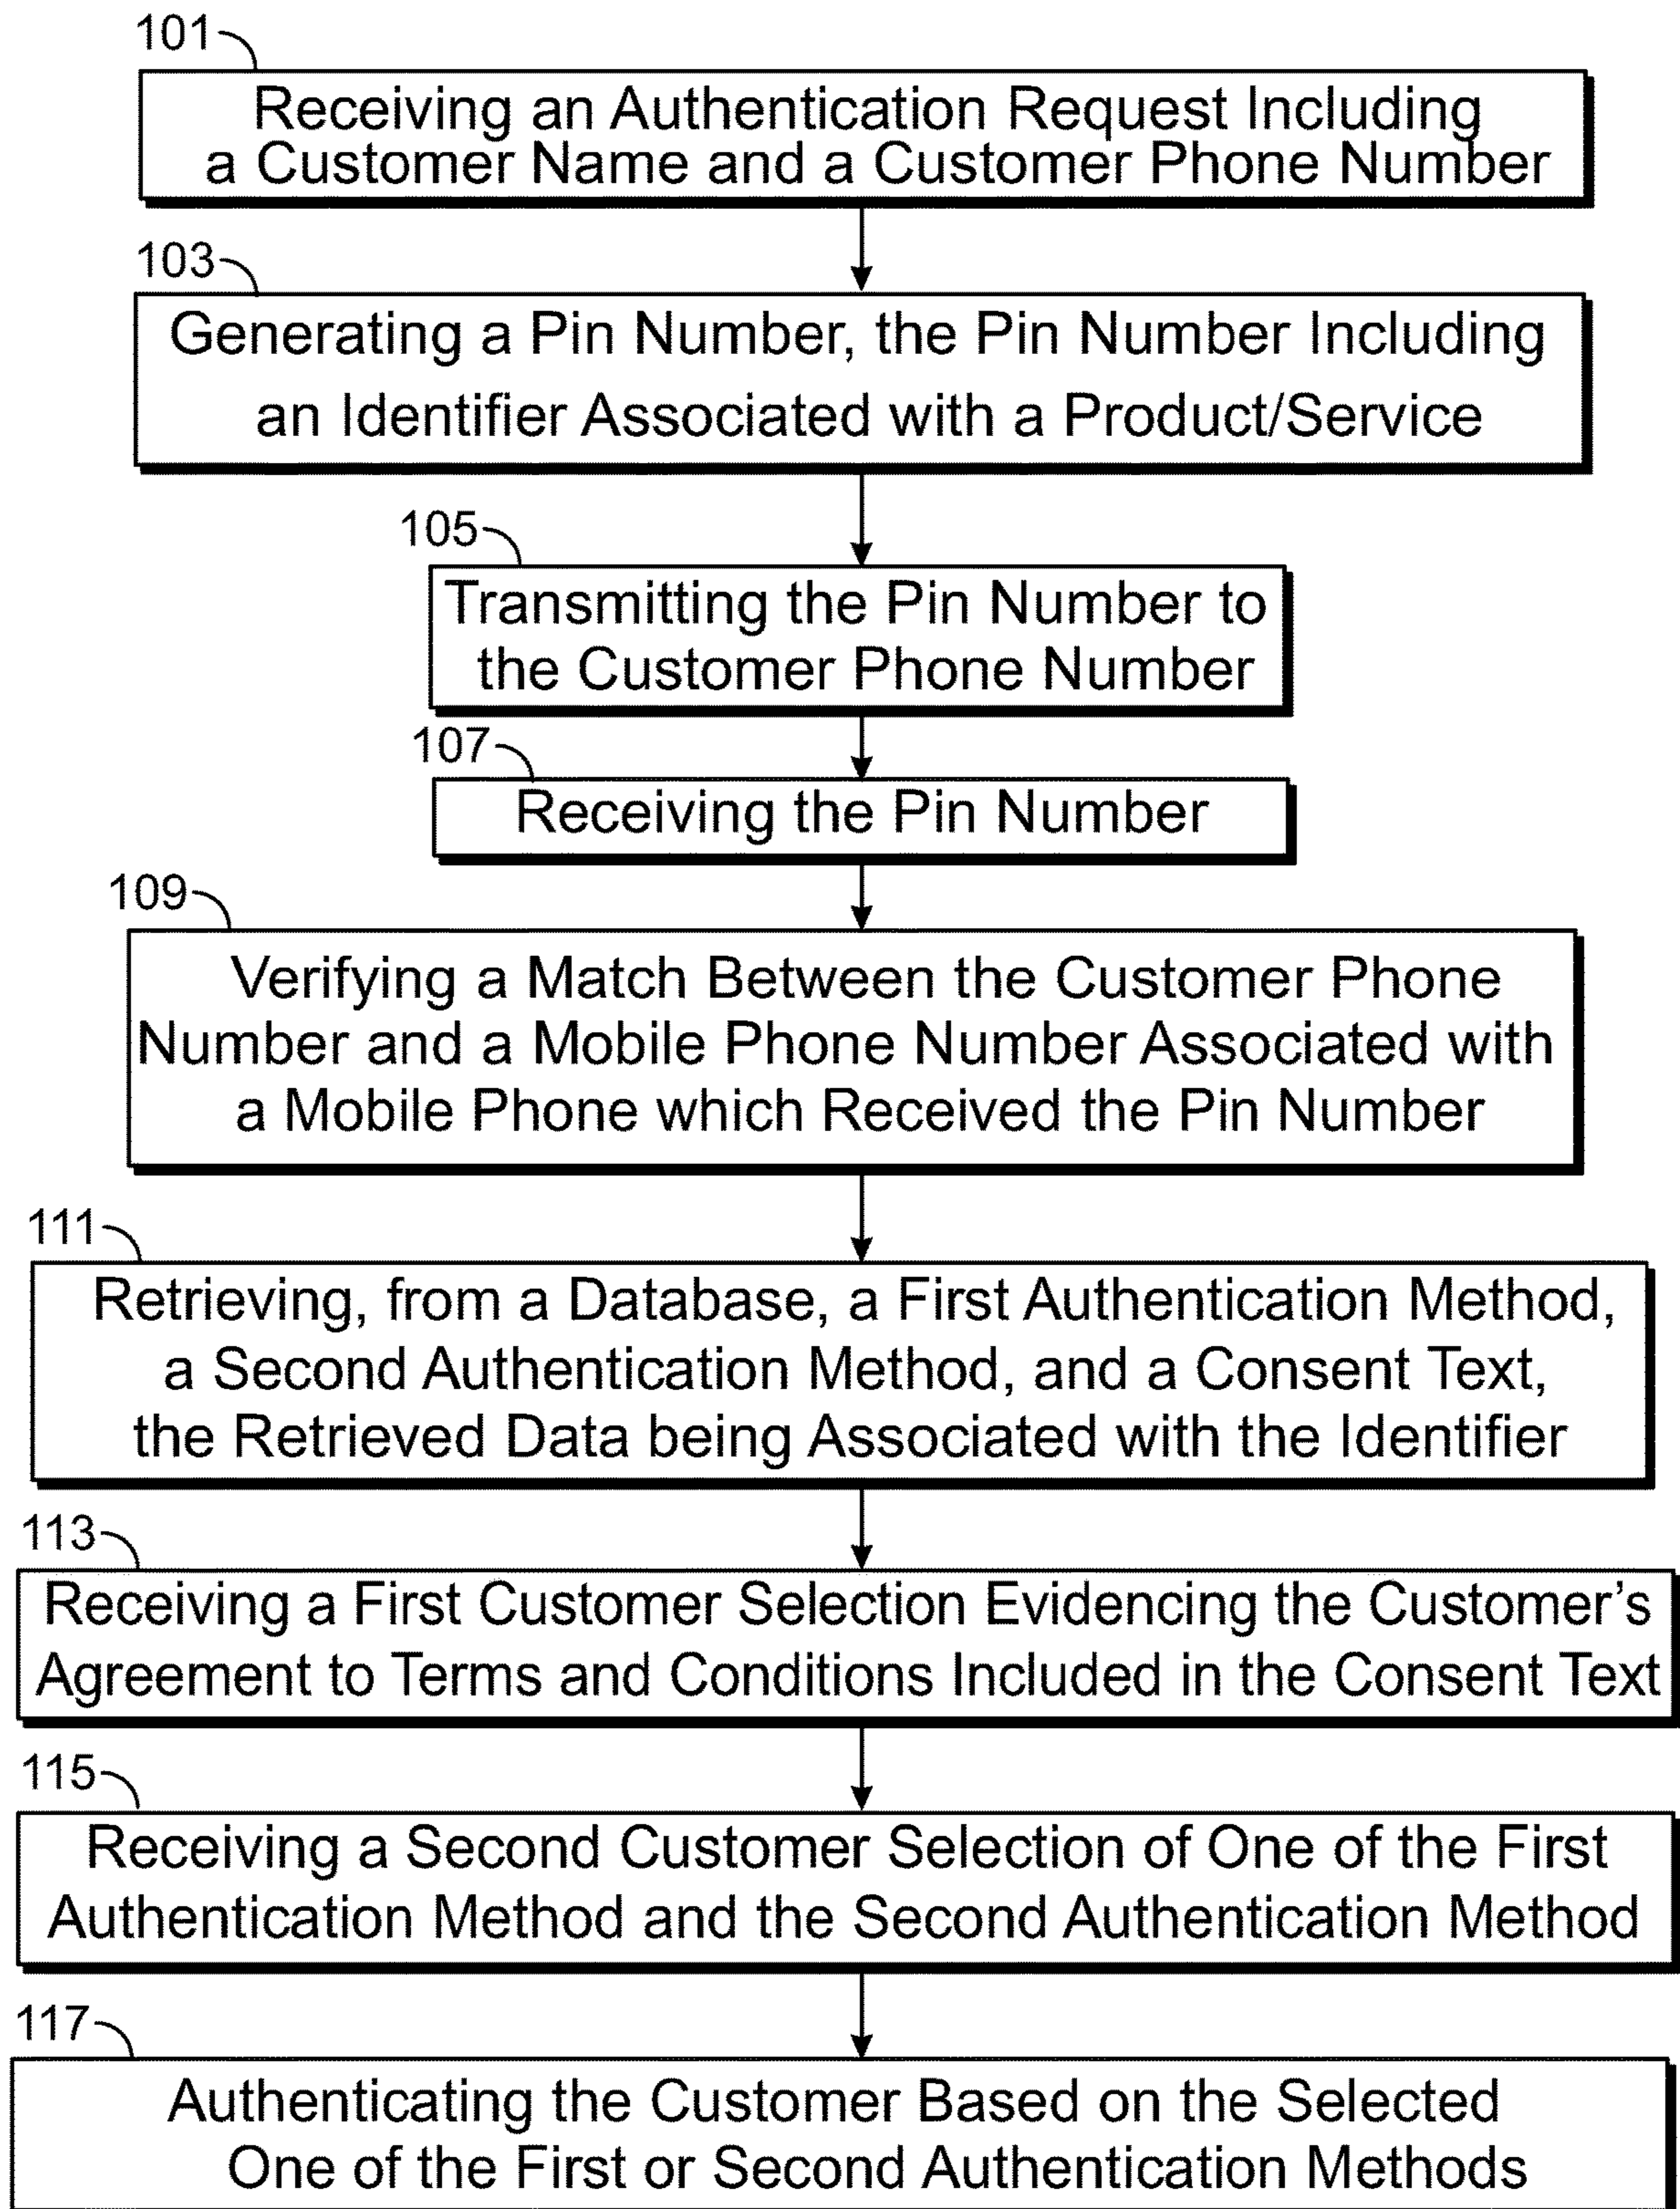 101
Receiving an Authentication Request Including
a Customer Name and a Customer Phone Number
103
Generating a Pin Number, the Pin Number Including
an Identifier Associated with a Product/Service
105
Transmitting the Pin Number to
the Customer Phone Number
107
Receiving the Pin Number
109
Verifying a Match Between the Customer Phone
Number and a Mobile Phone Number Associated with
a Mobile Phone which Received the Pin Number
111
Retrieving, from a Database, a First Authentication Method,
a Second Authentication Method, and a Consent Text,
the Retrieved Data being Associated with the Identifier
113
Receiving a First Customer Selection Evidencing the Customer’s
Agreement to Terms and Conditions Included in the Consent Text
115
Receiving a Second Customer Selection of One of the First
Authentication Method and the Second Authentication Method
117
Authenticating the Customer Based on the Selected
One of the First or Second Authentication Methods